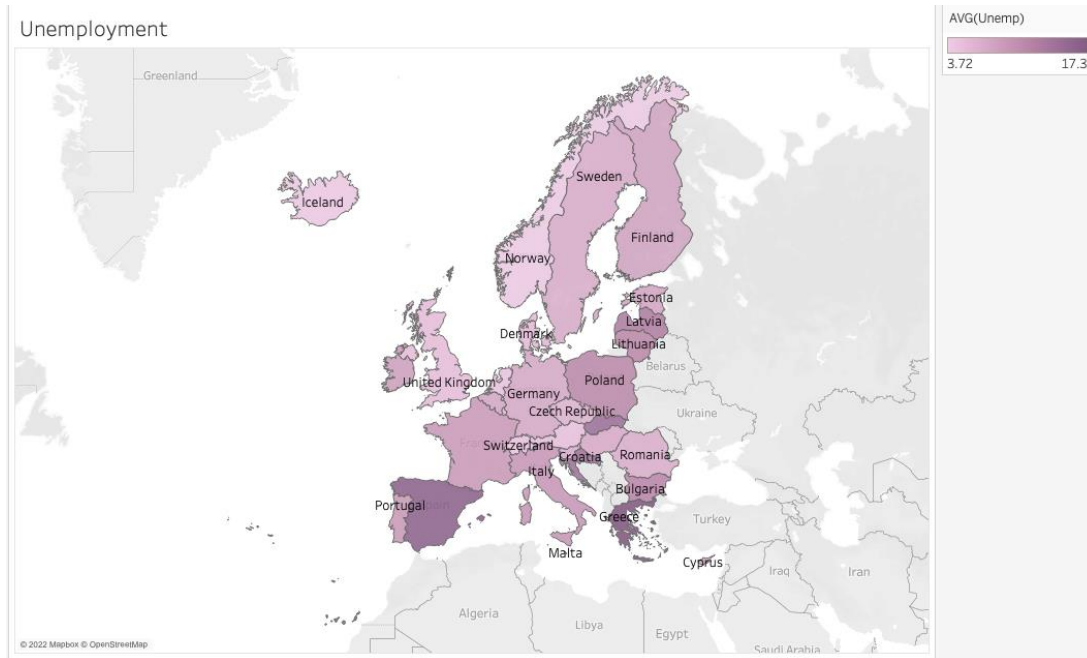 Unemployment
AVG(Unemp)
3.72
17.3
Greenland
Iceland
Sweden
Finland
Norway
Estonia
Latvia
Denmark
Lithuania
Belarus
United Kingdom
Poland
Germany
Czech Republic
Ukraine
Switzerland
Croatia
Romania
Italy
Bulgaria
Portugal
Greece
Turkey
Malta
Cyprus
Iraq
Iran
Algeria
Libya
Egypt
Saudi Arabia
© 2022 Mapbox © OpenStreetMap